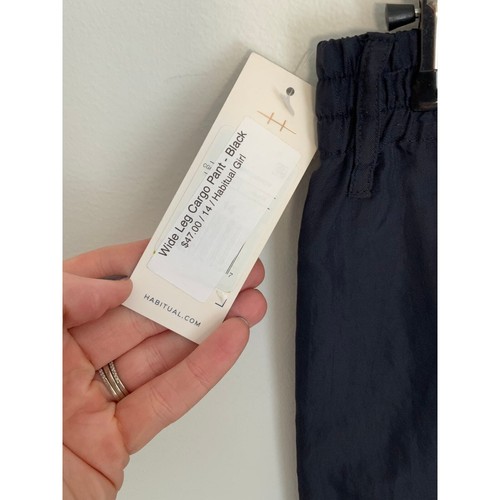 Wide Leg Cargo Pant - Black
$47.00 / 14 / Habitual Girl
HABITUAL.COM